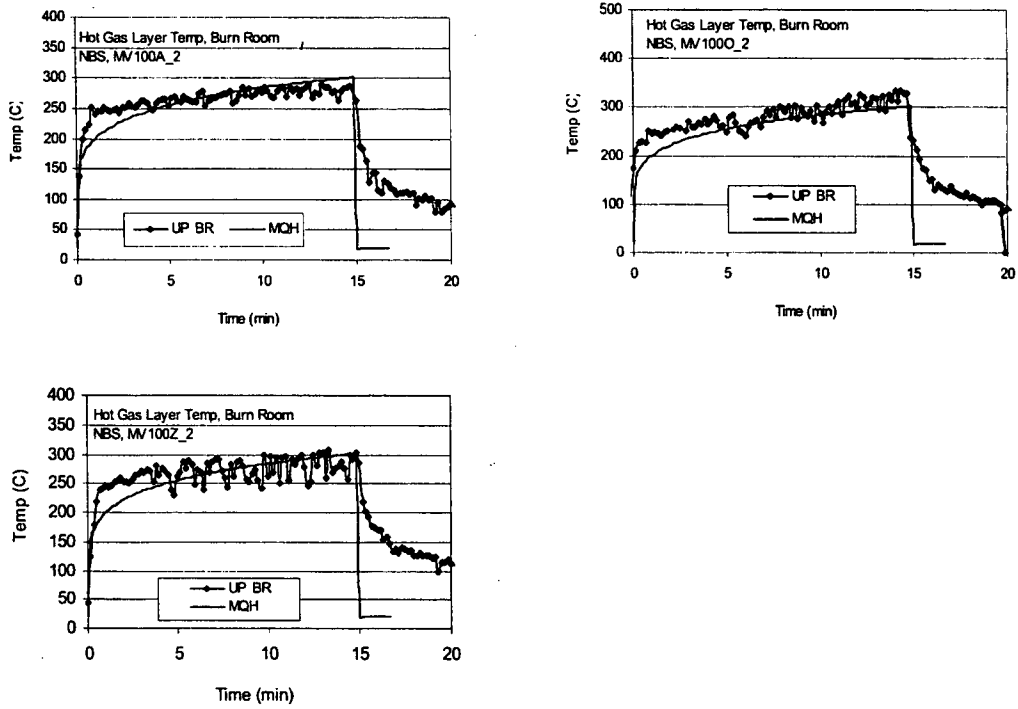 400
350
300
250
200
150
100
50
0
Temp (C)
Hot Gas Layer Temp, Burn Room
NBS, MV100A_2
UP BR
MQH
0 5 10 15 20
Time (min)
500
400
300
200
100
0
Temp (C)
Hot Gas Layer Temp, Burn Room
NBS, MV100O_2
UP BR
MQH
0 5 10 15 20
Time (min)
400
350
300
250
200
150
100
50
0
Temp (C)
Hot Gas Layer Temp, Burn Room
NBS, MV100Z_2
UP BR
MQH
0 5 10 15 20
Time (min)